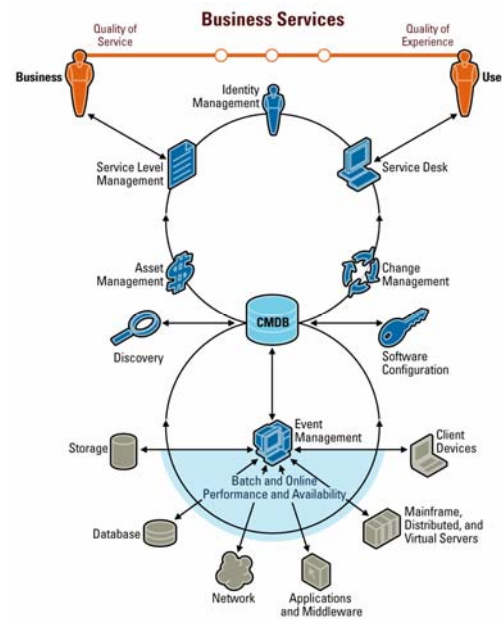 Business Services
Quality of
Service
Quality of
Experience
Business
Use
Identity
Management
Service Level
Management
Service Desk
Asset
Management
Change
Management
CMDB
Discovery
Software
Configuration
Event
Management
Storage
Client
Devices
Batch and Online
Performance and Availability
Database
Mainframe,
Distributed, and
Virtual Servers
Network
Applications
and Middleware